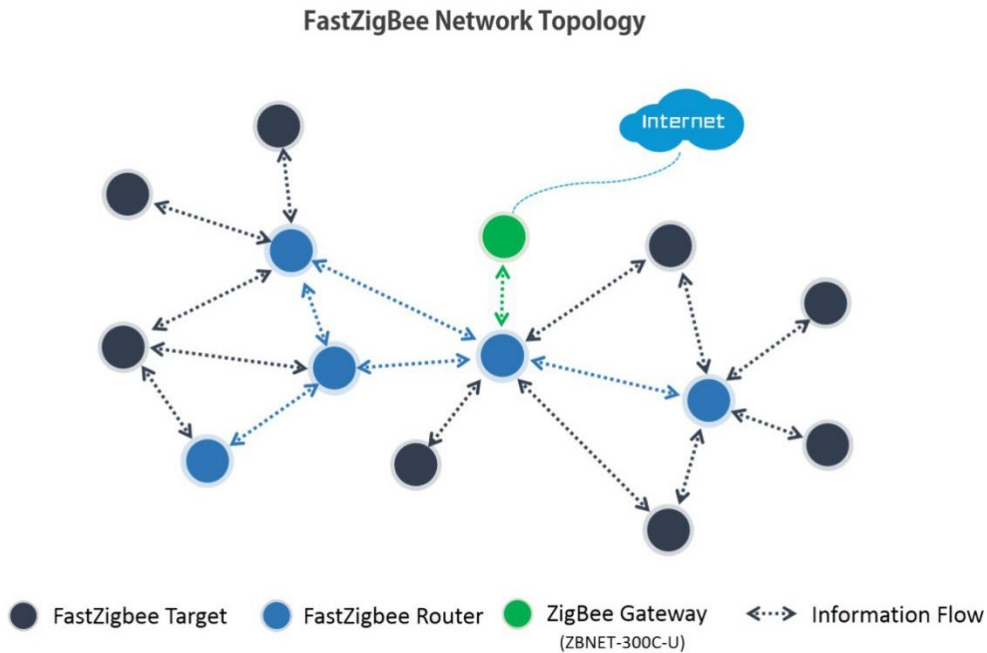 FastZigBee Network Topology
Internet
FastZigbee Target
FastZigbee Router
ZigBee Gateway
(ZBNET-300C-U)
Information Flow